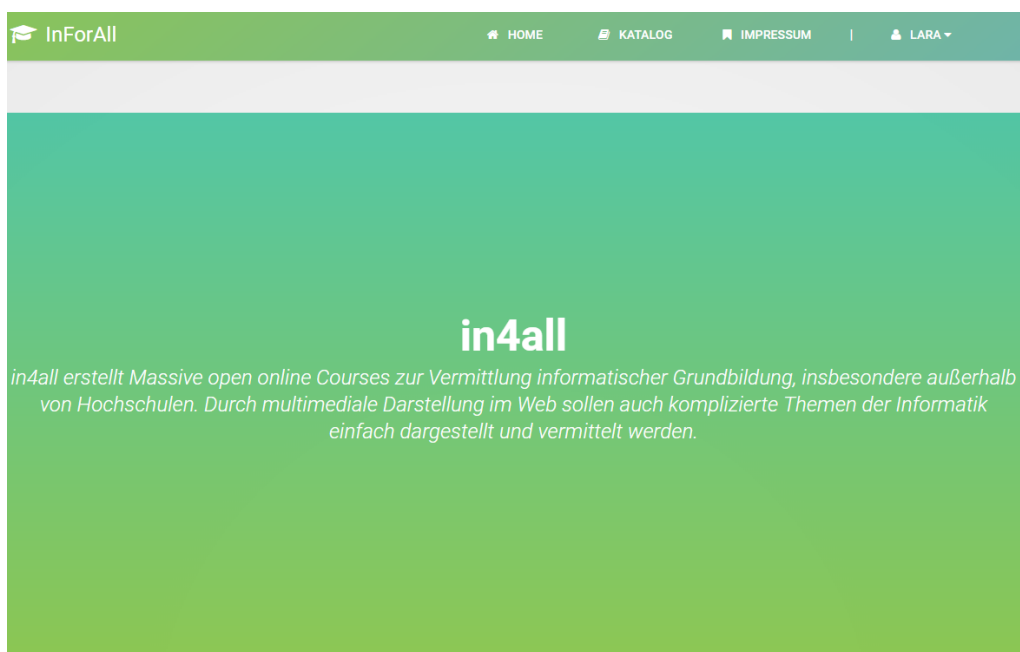 InForAll HOME KATALOG IMPRESSUM | LARA
in4all
in4all erstellt Massive open online Courses zur Vermittlung informatischer Grundbildung, insbesondere außerhalb
von Hochschulen. Durch multimediale Darstellung im Web sollen auch komplizierte Themen der Informatik
einfach dargestellt und vermittelt werden.